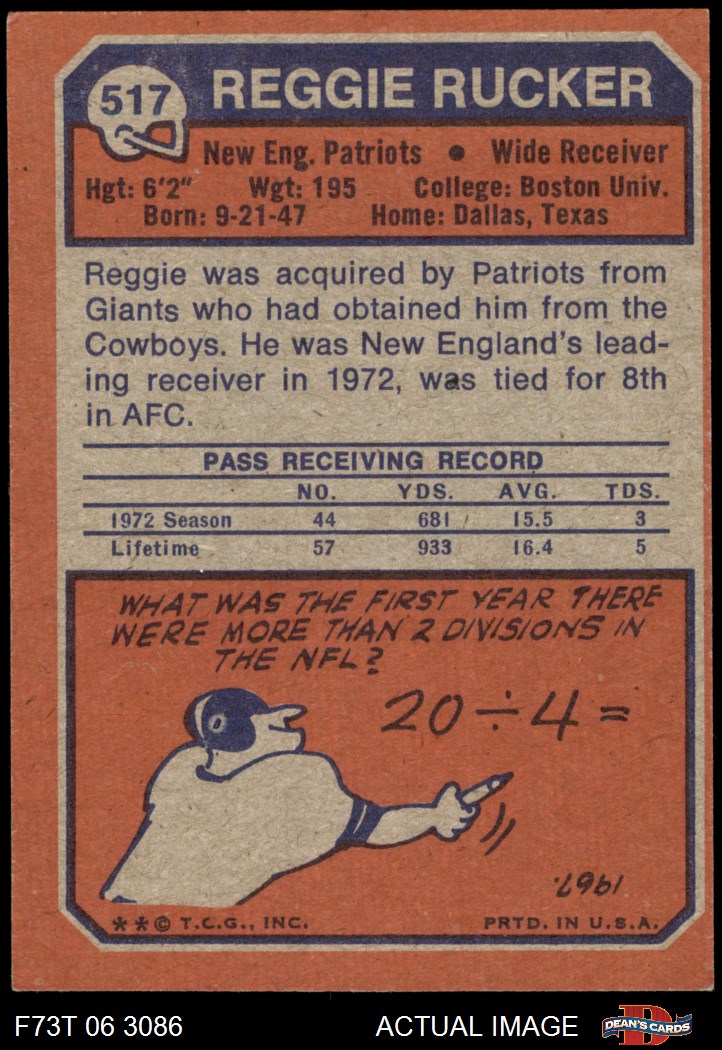 517
REGGIE RUCKER
New Eng. Patriots • Wide Receiver
Hgt: 6'2" Wgt: 195 College: Boston Univ.
Born: 9-21-47 Home: Dallas, Texas
Reggie was acquired by Patriots from
Giants who had obtained him from the
Cowboys. He was New England's lead-
ing receiver in 1972, was tied for 8th
in AFC.
PASS RECEIVING RECORD
NO. YDS. AVG. TDS.
1972 Season 44 681 15.5 3
Lifetime 57 933 16.4 5
WHAT WAS THE FIRST YEAR THERE
WERE MORE THAN 2 DIVISIONS IN
THE NFL?
20 ÷ 4 =
1967.
**© T.C.G., INC. PRTD. IN U.S.A.
F73T 06 3086 ACTUAL IMAGE DEAN'S CARDS